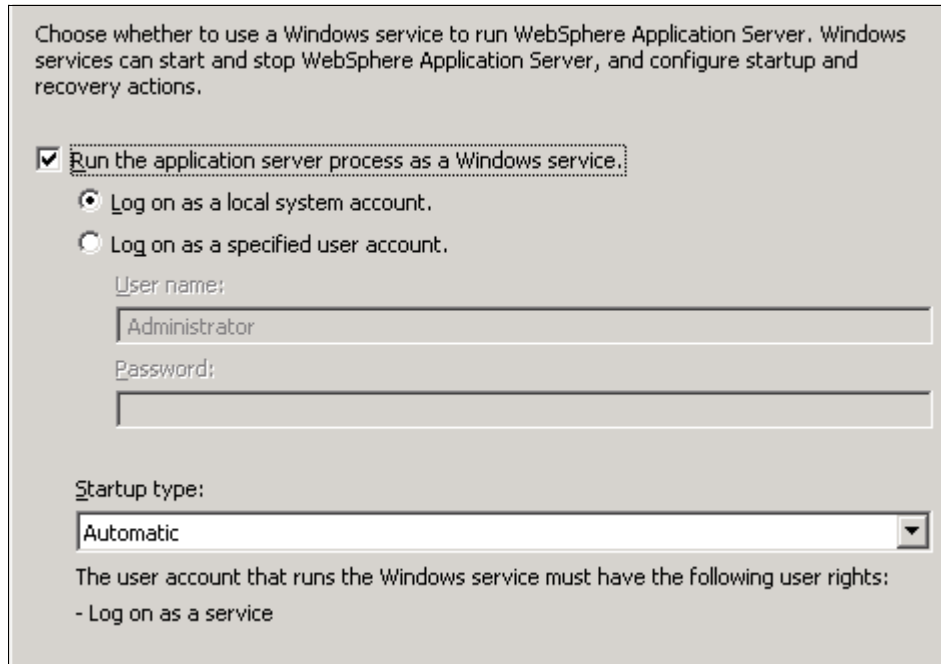 Choose whether to use a Windows service to run WebSphere Application Server. Windows
services can start and stop WebSphere Application Server, and configure startup and
recovery actions.
Run the application server process as a Windows service.
Log on as a local system account.
Log on as a specified user account.
User name:
Administrator
Password:
Startup type:
Automatic
The user account that runs the Windows service must have the following user rights:
- Log on as a service